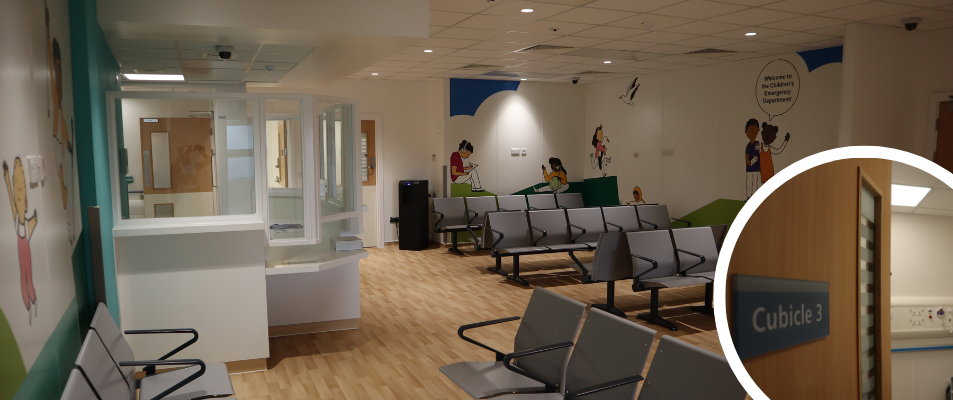 Welcome to
the Children's
Emergency
Department!
Cubicle 3